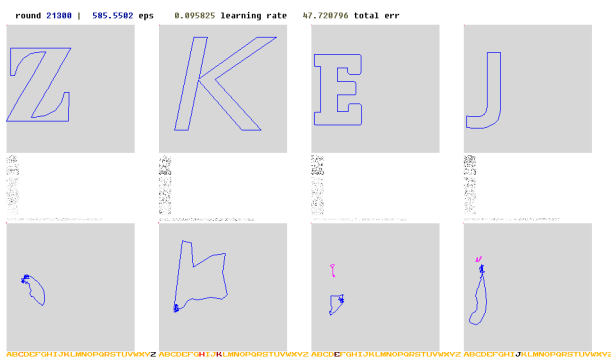 round 21300 | 585.5502 eps 0.095825 learning rate 47.720796 total err
Z K E J
ABCDEFGHIJKLMNOPQRSTUVWXYZ ABCDEFGHIJKLMNOPQRSTUVWXYZ ABCDEFGHIJKLMNOPQRSTUVWXYZ ABCDEFGHIJKLMNOPQRSTUVWXYZ